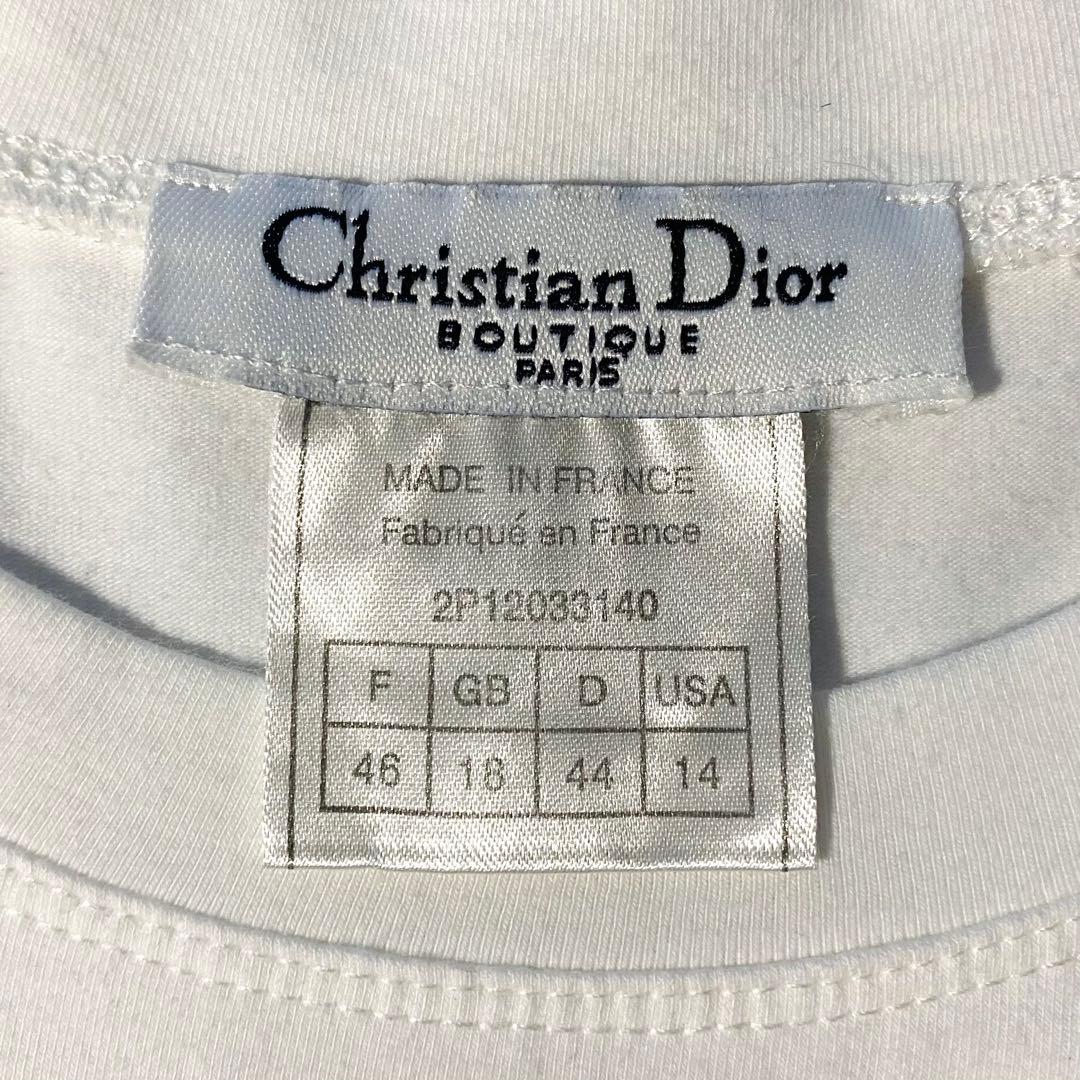 Christian Dior
BOUTIQUE
PARIS
MADE IN FRANCE
Fabriqué en France
2P12033140
F GB D USA
46 18 44 14